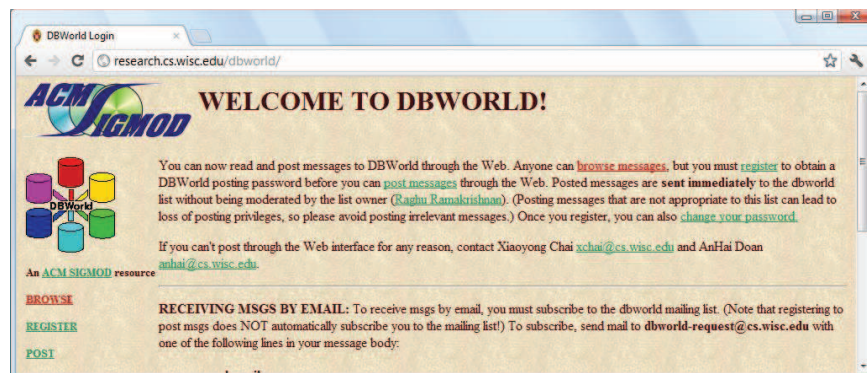 DBWorld Login
research.cs.wisc.edu/dbworld/
ACM SIGMOD
WELCOME TO DBWORLD!
You can now read and post messages to DBWorld through the Web. Anyone can browse messages, but you must register to obtain a
DBWorld posting password before you can post messages through the Web. Posted messages are sent immediately to the dbworld
list without being moderated by the list owner (Raghu Ramakrishnan). (Posting messages that are not appropriate to this list can lead to
loss of posting privileges, so please avoid posting irrelevant messages.) Once you register, you can also change your password.
DBWorld
If you can't post through the Web interface for any reason, contact Xiaoyong Chai xchai@cs.wisc.edu and AnHai Doan
anhai@cs.wisc.edu.
An ACM SIGMOD resource
BROWSE
REGISTER
POST
RECEIVING MSGS BY EMAIL: To receive msgs by email, you must subscribe to the dbworld mailing list. (Note that registering to
post msgs does NOT automatically subscribe you to the mailing list!) To subscribe, send mail to dbworld-request@cs.wisc.edu with
one of the following lines in your message body: